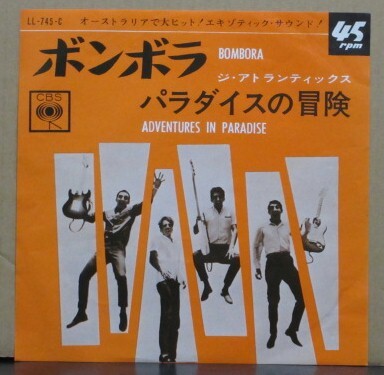 LL-745-C
オーストラリアで大ヒット!エキゾティック・サウンド!
45
rpm
ボンボラ
BOMBORA
CBS
ジ・アトランティックス
パラダイスの冒険
ADVENTURES IN PARADISE